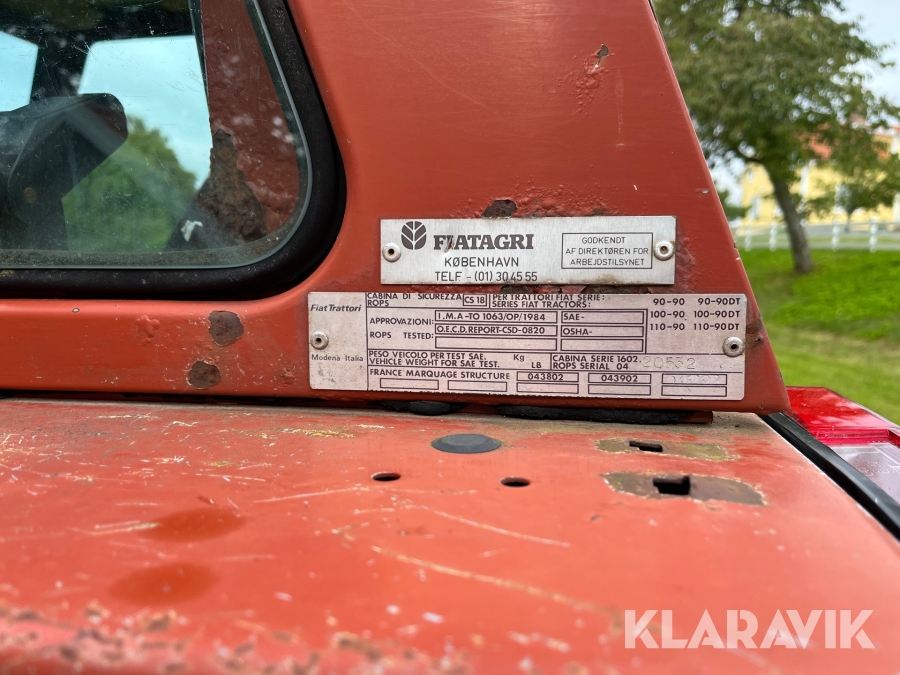 FIATAGRI
KØBENHAVN
TELF - (01) 30 45 55
GODKENDT
AF DIREKTØREN FOR
ARBEJDSTILSYNET
Fiat Trattori
Modena - Italia
CABINA DI SICUREZZA CS 18 PER TRATTORI FIAT SERIE:
ROPS SERIES FIAT TRACTORS:
90-90 90-90DT
100-90 100-90DT
110-90 110-90DT
APPROVAZIONI: I.M.A-TO 1063/OP/1984 SAE-
ROPS TESTED: O.E.C.D. REPORT-CSD-0820 OSHA-
PESO VEICOLO PER TEST SAE. Kg
VEHICLE WEIGHT FOR SAE TEST. LB
CABINA SERIE 1602.
ROPS SERIAL 04 20532
FRANCE MARQUAGE STRUCTURE 043802 043902
KLARAVIK